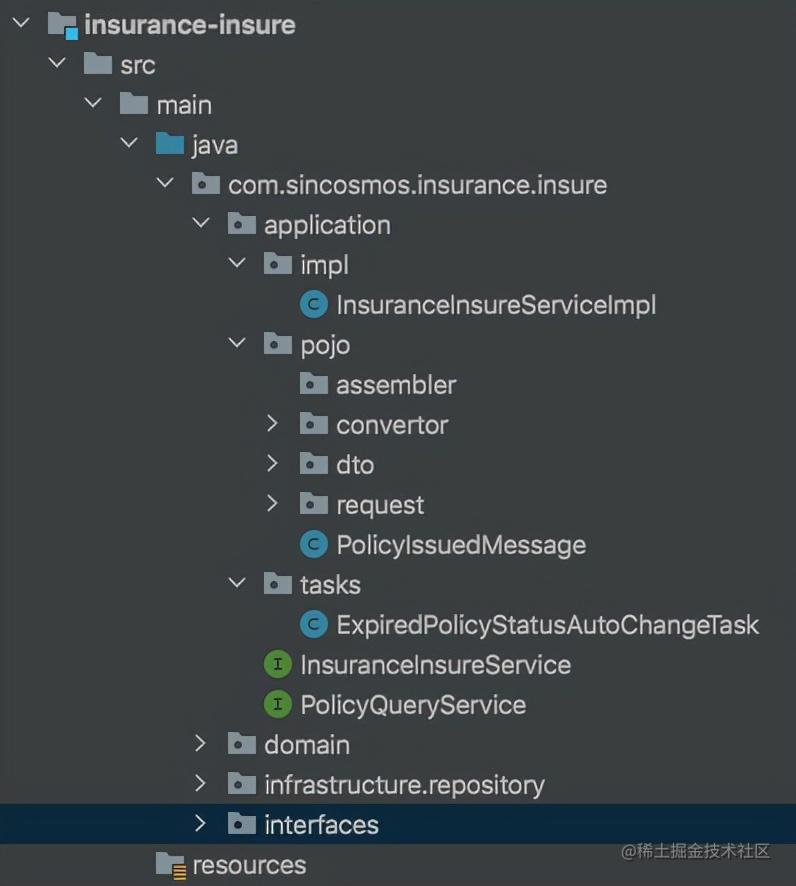 insurance-insure
src
main
java
com.sincosmos.insurance.insure
application
impl
C InsuranceInsureServiceImpl
pojo
assembler
convertor
dto
request
C PolicyIssuedMessage
tasks
C ExpiredPolicyStatusAutoChangeTask
I InsuranceInsureService
I PolicyQueryService
domain
infrastructure.repository
interfaces
@稀土掘金技术社区
resources